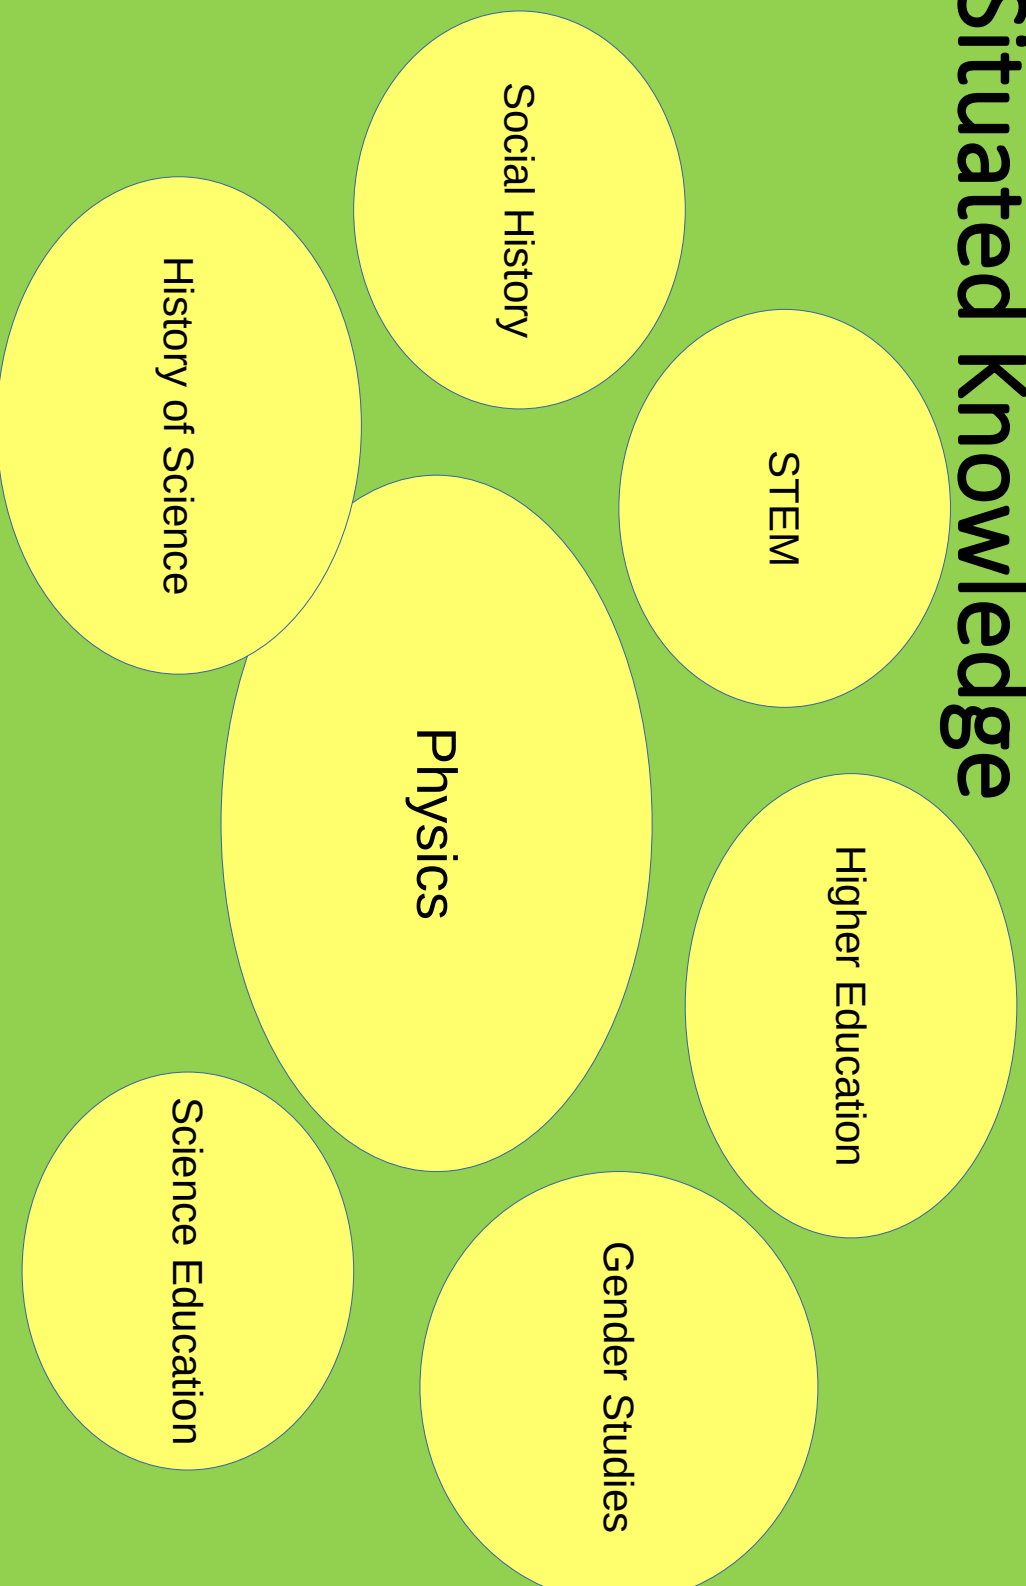 Situated Knowledge
STEM
Higher Education
Social History
Gender Studies
Physics
History of Science
Science Education